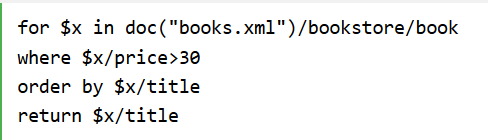 for $x in doc("books.xml")/bookstore/book
where $x/price>30
order by $x/title
return $x/title